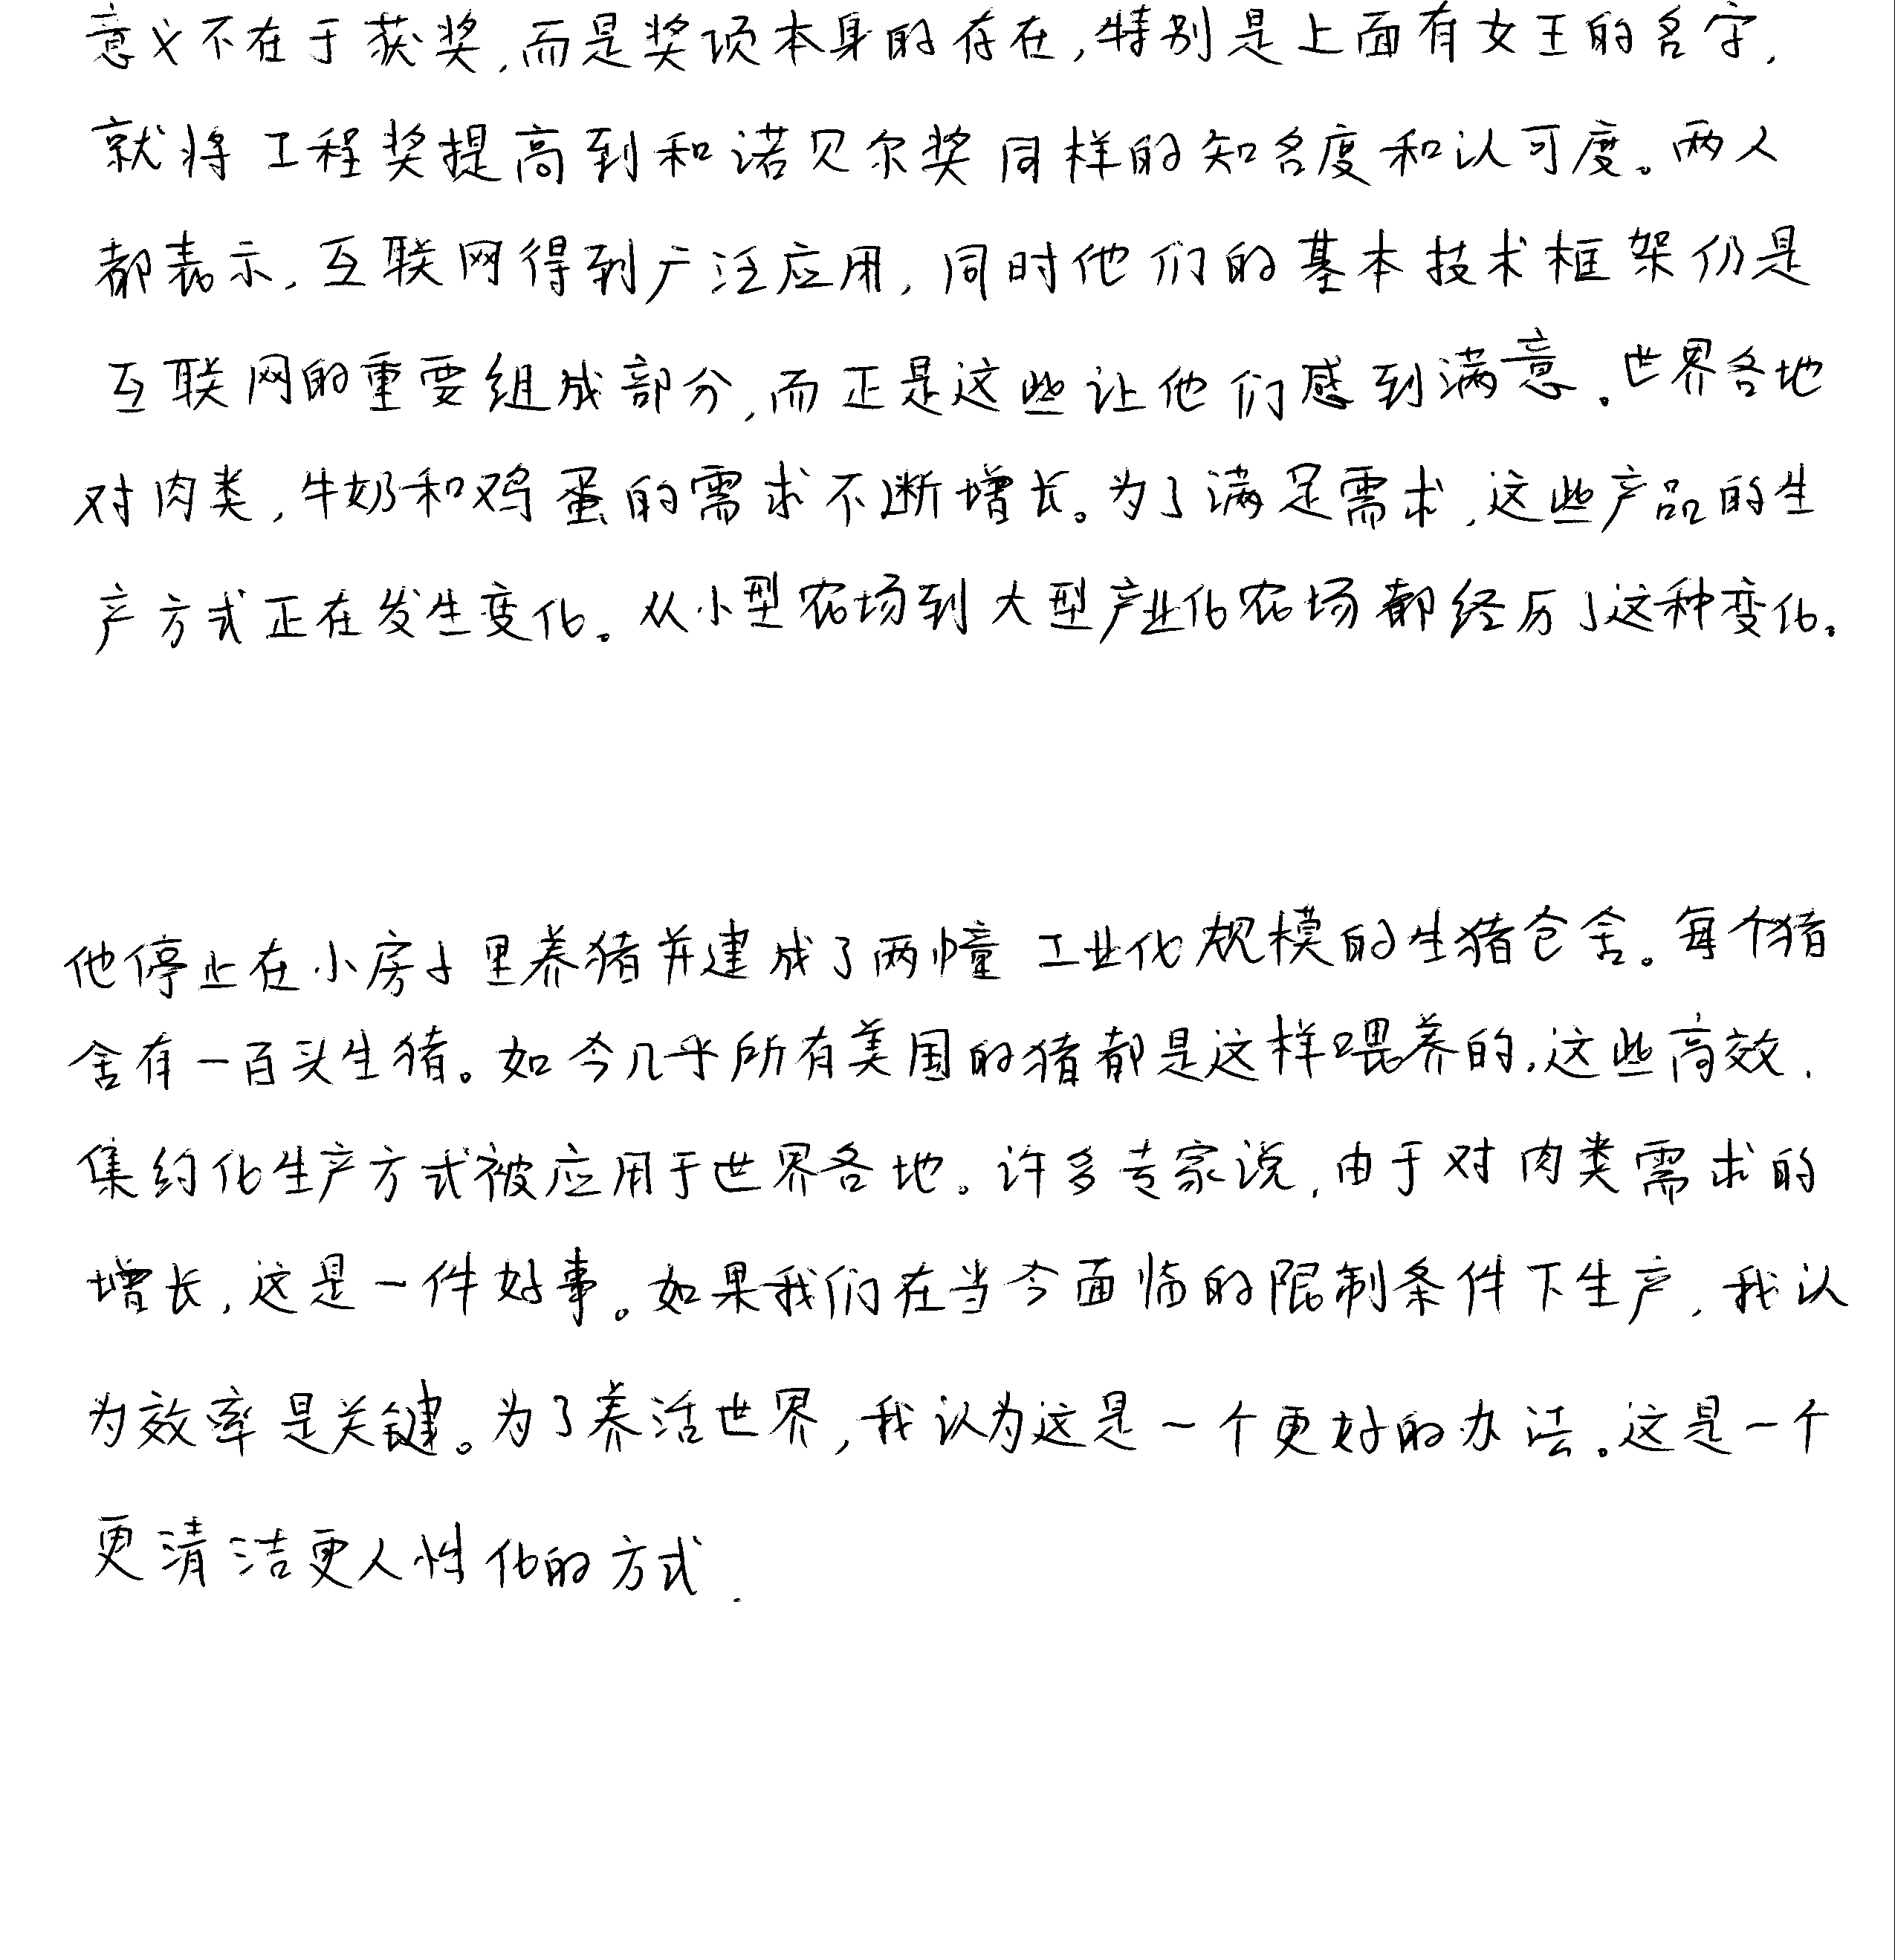 意义不在于获奖,而是奖项本身的存在,特别是上面有女王的名字,
就将工程奖提高到和诺贝尔奖同样的知名度和认可度。两人
都表示,互联网得到广泛应用,同时他们的基本技术框架仍是
互联网的重要组成部分,而正是这些让他们感到满意。世界各地
对肉类,牛奶和鸡蛋的需求不断增长。为了满足需求,这些产品的生
产方式正在发生变化。从小型农场到大型产业化农场都经历了这种变化。
他停止在小房子里养猪并建成了两幢工业化规模的生猪仓舍。每个猪
舍有一百头生猪。如今几乎所有美国的猪都是这样喂养的,这些高效.
集约化生产方式被应用于世界各地。许多专家说,由于对肉类需求的
增长,这是一件好事。如果我们在当今面临的限制条件下生产,我认
为效率是关键。为了养活世界,我认为这是一个更好的办法。这是一个
更清洁更人性化的方式.